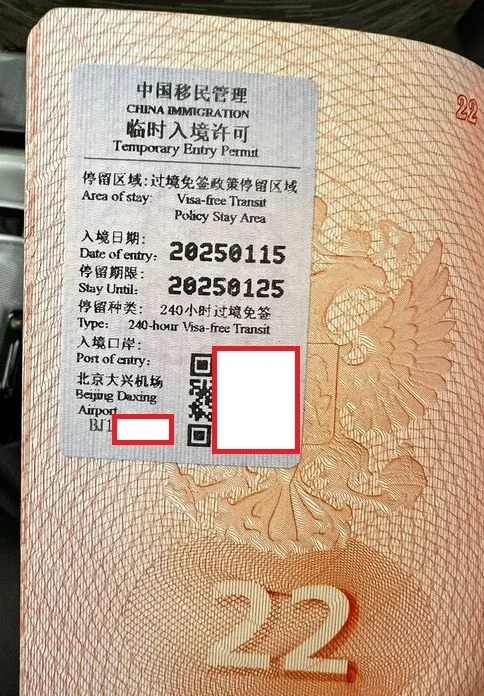 中国移民管理
CHINA IMMIGRATION
临时入境许可
Temporary Entry Permit
停留区域:过境免签政策停留区域
Area of stay: Visa-free Transit
Policy Stay Area
入境日期:
Date of entry: 20250115
停留期限:
Stay Until: 20250125
停留种类: 240小时过境免签
Type: 240-hour Visa-free Transit
入境口岸:
Port of entry:
北京大兴机场
Beijing Daxing
Airport
BJ1
22
22